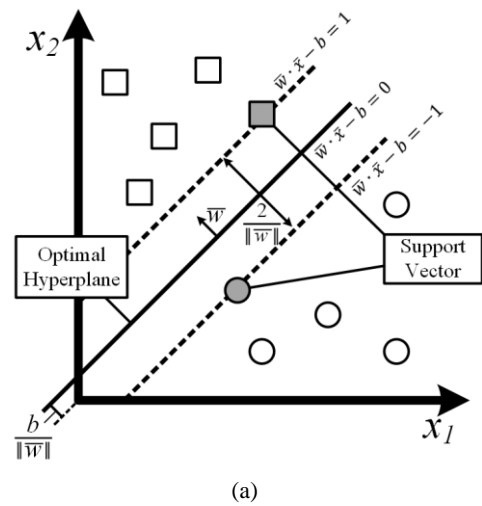 x₂
w̅ · x̅ − b = 1
w̅ · x̅ − b = 0
w̅ · x̅ − b = −1
w̅
2
‖w̅‖
Optimal
Hyperplane
Support
Vector
b
‖w̅‖
x₁
(a)